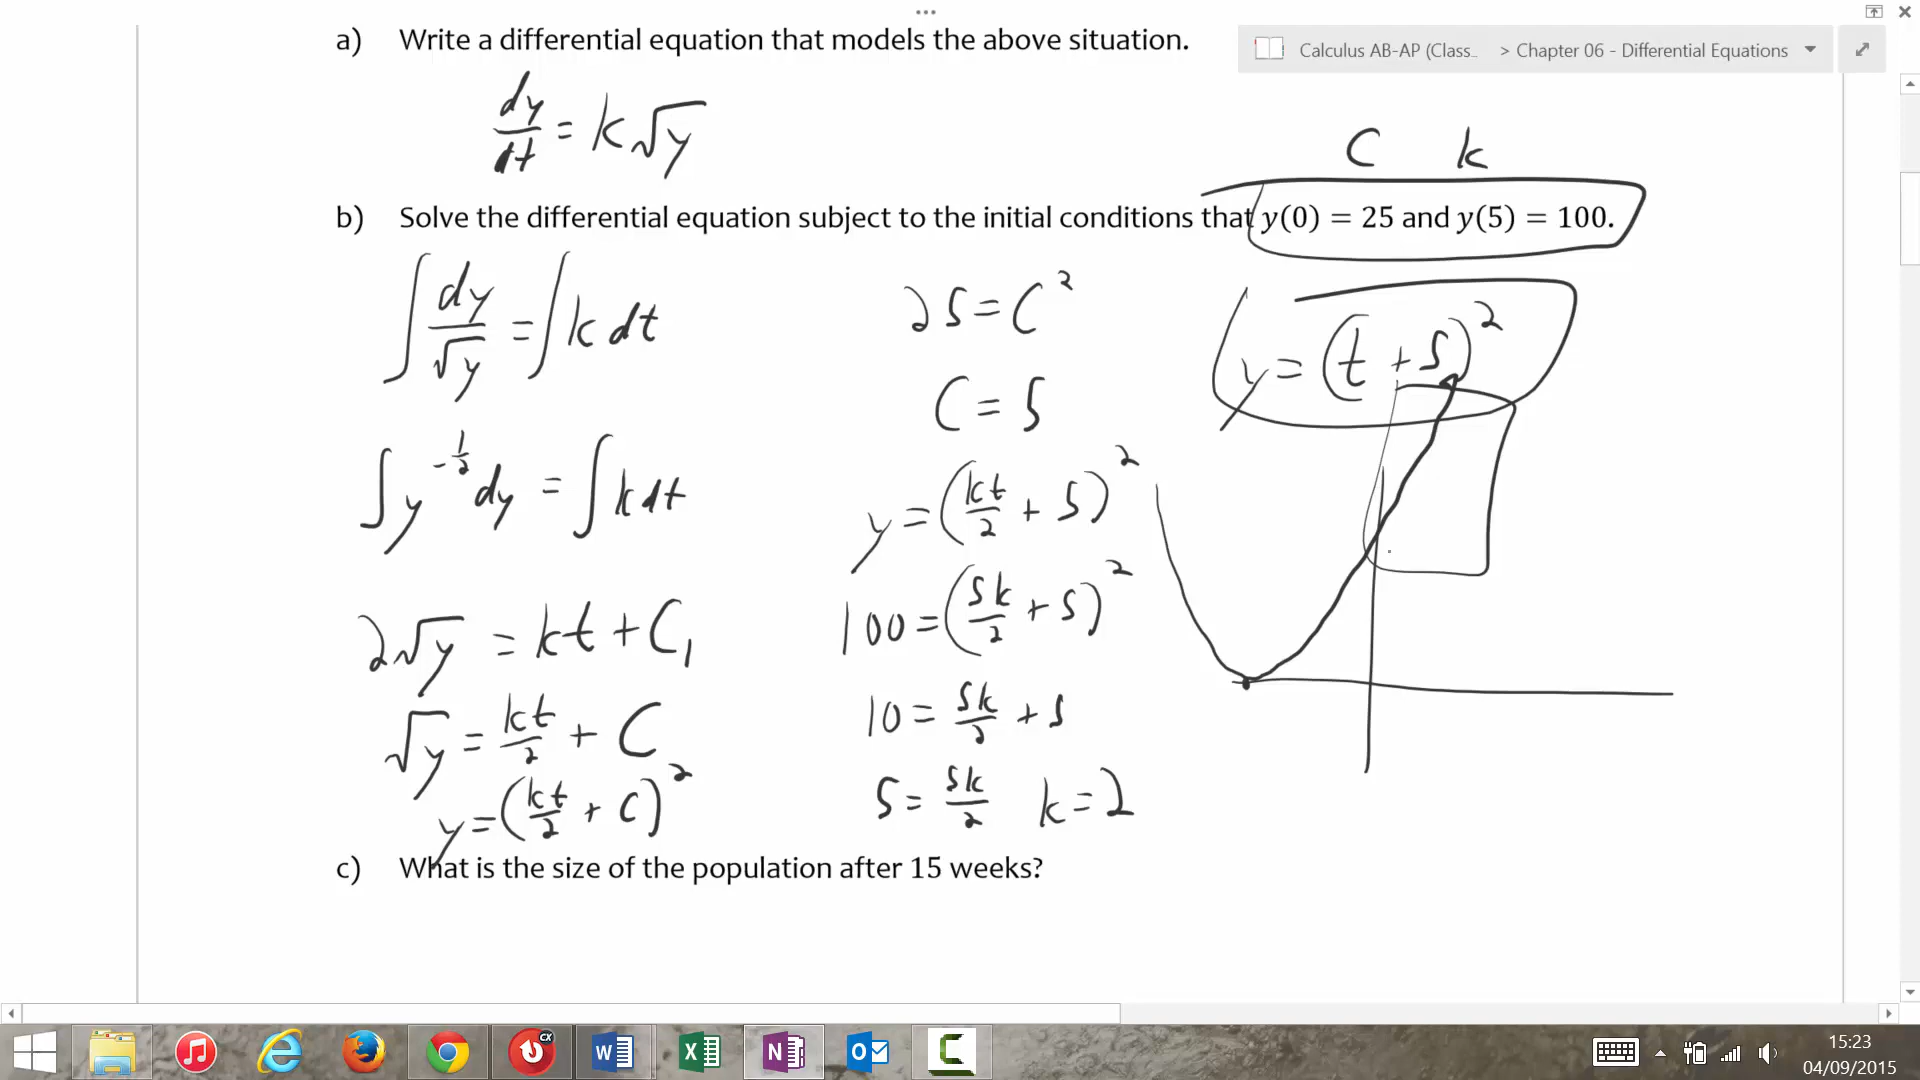 a) Write a differential equation that models the above situation.
Calculus AB-AP (Class.. > Chapter 06 - Differential Equations
dy/dt = k√y
C k
b) Solve the differential equation subject to the initial conditions that y(0) = 25 and y(5) = 100.
∫ dy/√y = ∫ k dt
∫ y^(-1/2) dy = ∫ k dt
2√y = kt + C₁
√y = kt/2 + C
y = (kt/2 + C)²
25 = C²
C = 5
y = (kt/2 + 5)²
100 = (5k/2 + 5)²
10 = 5k/2 + 5
5 = 5k/2 k = 2
y = (t + 5)²
c) What is the size of the population after 15 weeks?
15:23
04/09/2015